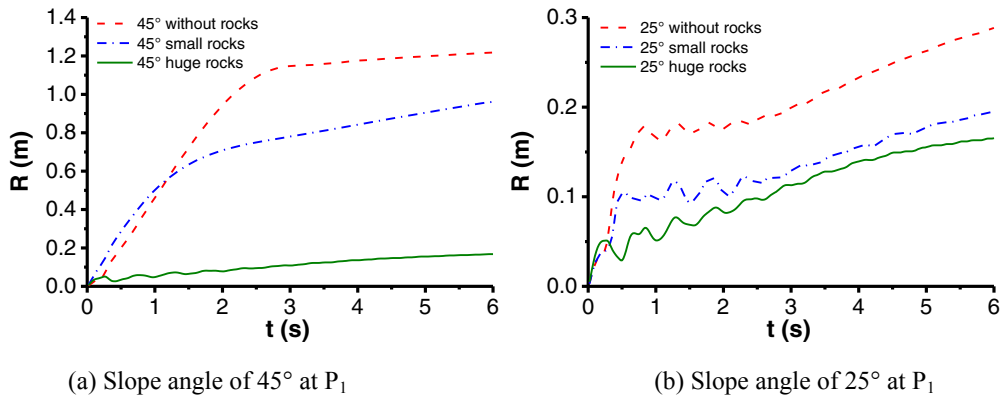 1.4
1.2
1.0
0.8
0.6
0.4
0.2
0.0
R (m)
45° without rocks
45° small rocks
45° huge rocks
0 1 2 3 4 5 6
t (s)
(a) Slope angle of 45° at P₁
0.3
0.2
0.1
0.0
R (m)
25° without rocks
25° small rocks
25° huge rocks
0 1 2 3 4 5 6
t (s)
(b) Slope angle of 25° at P₁